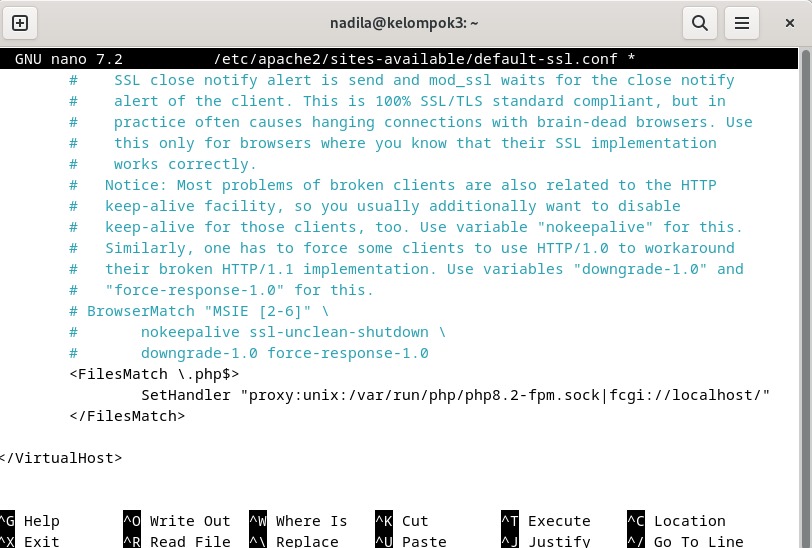 nadila@kelompok3: ~
GNU nano 7.2 /etc/apache2/sites-available/default-ssl.conf *
# SSL close notify alert is send and mod_ssl waits for the close notify
# alert of the client. This is 100% SSL/TLS standard compliant, but in
# practice often causes hanging connections with brain-dead browsers. Use
# this only for browsers where you know that their SSL implementation
# works correctly.
# Notice: Most problems of broken clients are also related to the HTTP
# keep-alive facility, so you usually additionally want to disable
# keep-alive for those clients, too. Use variable "nokeepalive" for this.
# Similarly, one has to force some clients to use HTTP/1.0 to workaround
# their broken HTTP/1.1 implementation. Use variables "downgrade-1.0" and
# "force-response-1.0" for this.
# BrowserMatch "MSIE [2-6]" \
# nokeepalive ssl-unclean-shutdown \
# downgrade-1.0 force-response-1.0
<FilesMatch \.php$>
SetHandler "proxy:unix:/var/run/php/php8.2-fpm.sock|fcgi://localhost/"
</FilesMatch>
</VirtualHost>
^G Help ^O Write Out ^W Where Is ^K Cut ^T Execute ^C Location
^X Exit ^R Read File ^\ Replace ^U Paste ^J Justify ^/ Go To Line